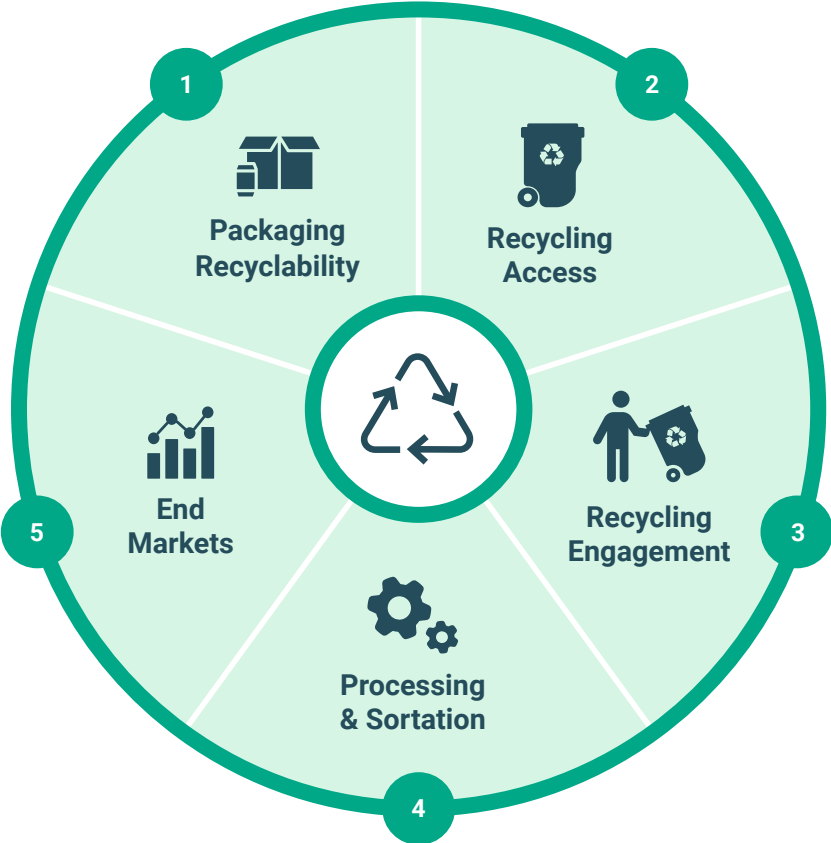 1
Packaging
Recyclability
2
Recycling
Access
3
Recycling
Engagement
4
Processing
& Sortation
5
End
Markets